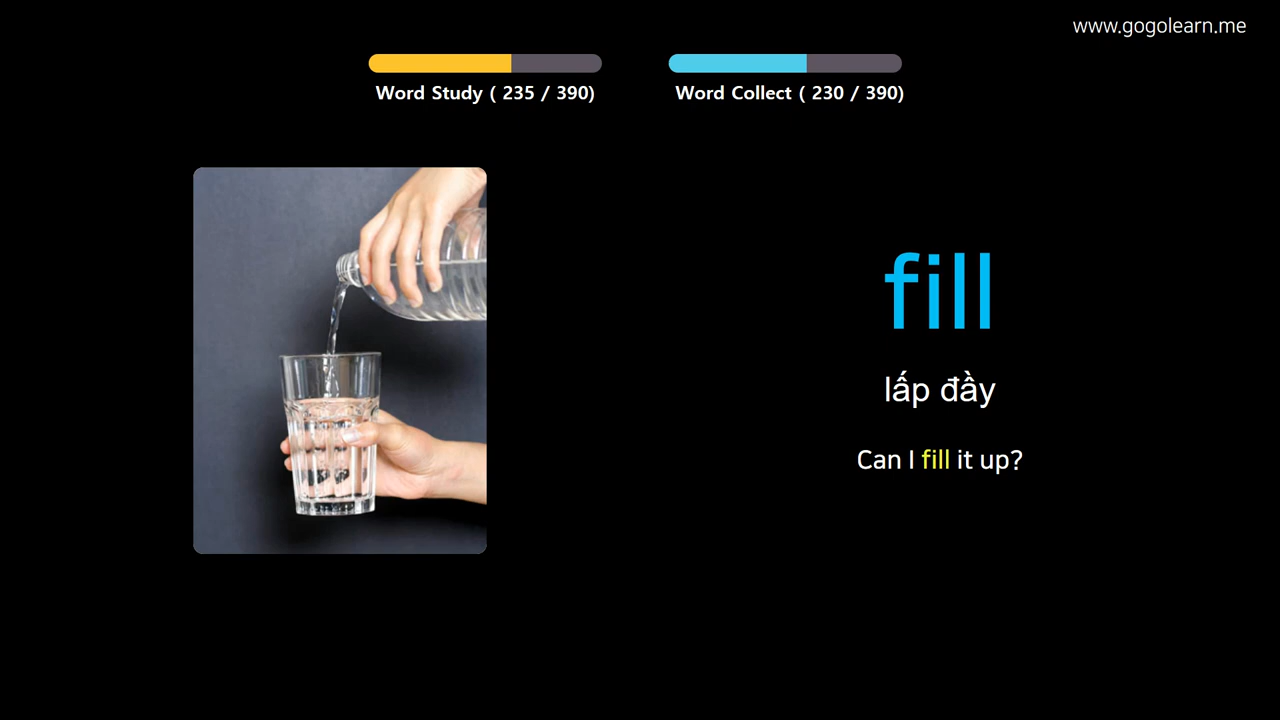 www.gogolearn.me
Word Study ( 235 / 390)
Word Collect ( 230 / 390)
fill
lấp đầy
Can I fill it up?